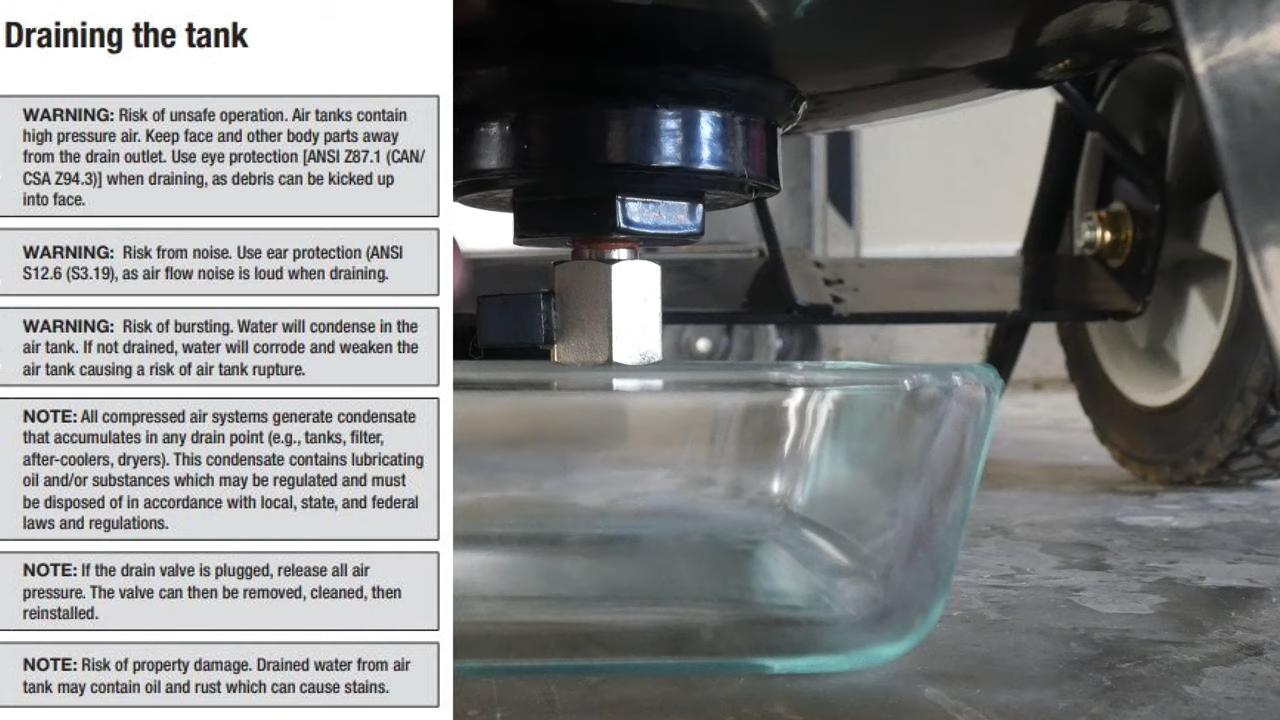 Draining the tank
WARNING: Risk of unsafe operation. Air tanks contain
high pressure air. Keep face and other body parts away
from the drain outlet. Use eye protection [ANSI Z87.1 (CAN/
CSA Z94.3)] when draining, as debris can be kicked up
into face.
WARNING: Risk from noise. Use ear protection (ANSI
S12.6 (S3.19), as air flow noise is loud when draining.
WARNING: Risk of bursting. Water will condense in the
air tank. If not drained, water will corrode and weaken the
air tank causing a risk of air tank rupture.
NOTE: All compressed air systems generate condensate
that accumulates in any drain point (e.g., tanks, filter,
after-coolers, dryers). This condensate contains lubricating
oil and/or substances which may be regulated and must
be disposed of in accordance with local, state, and federal
laws and regulations.
NOTE: If the drain valve is plugged, release all air
pressure. The valve can then be removed, cleaned, then
reinstalled.
NOTE: Risk of property damage. Drained water from air
tank may contain oil and rust which can cause stains.